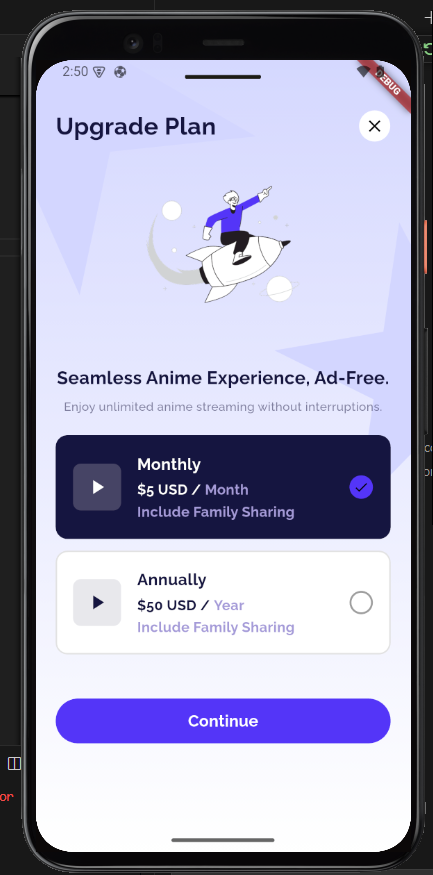 2:50
DEBUG
Upgrade Plan
Seamless Anime Experience, Ad-Free.
Enjoy unlimited anime streaming without interruptions.
Monthly
$5 USD / Month
Include Family Sharing
Annually
$50 USD / Year
Include Family Sharing
Continue
or